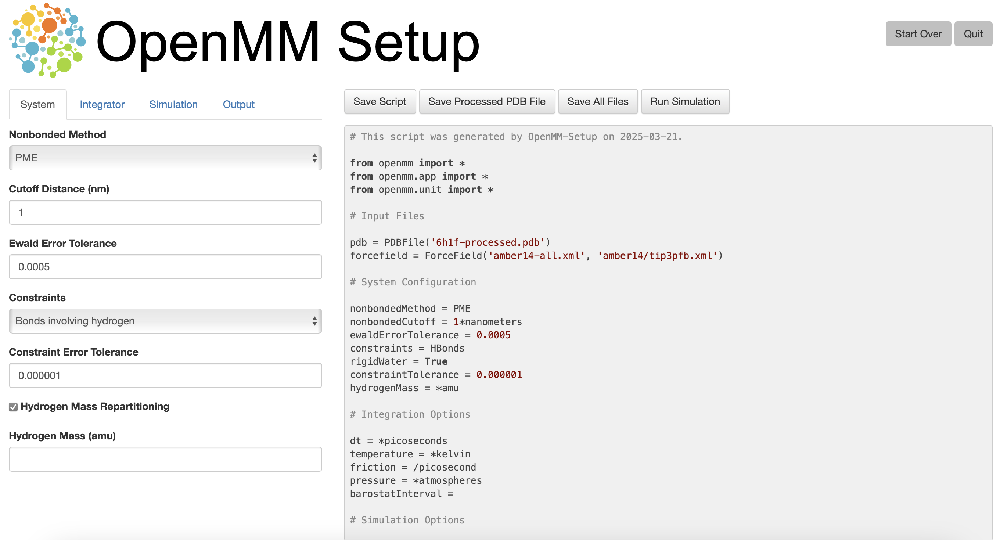 OpenMM Setup
Start Over
Quit
System
Integrator
Simulation
Output
Nonbonded Method
PME
Cutoff Distance (nm)
1
Ewald Error Tolerance
0.0005
Constraints
Bonds involving hydrogen
Constraint Error Tolerance
0.000001
Hydrogen Mass Repartitioning
Hydrogen Mass (amu)
Save Script
Save Processed PDB File
Save All Files
Run Simulation
# This script was generated by OpenMM-Setup on 2025-03-21.
from openmm import *
from openmm.app import *
from openmm.unit import *
# Input Files
pdb = PDBFile('6h1f-processed.pdb')
forcefield = ForceField('amber14-all.xml', 'amber14/tip3pfb.xml')
# System Configuration
nonbondedMethod = PME
nonbondedCutoff = 1*nanometers
ewaldErrorTolerance = 0.0005
constraints = HBonds
rigidWater = True
constraintTolerance = 0.000001
hydrogenMass = *amu
# Integration Options
dt = *picoseconds
temperature = *kelvin
friction = /picosecond
pressure = *atmospheres
barostatInterval =
# Simulation Options